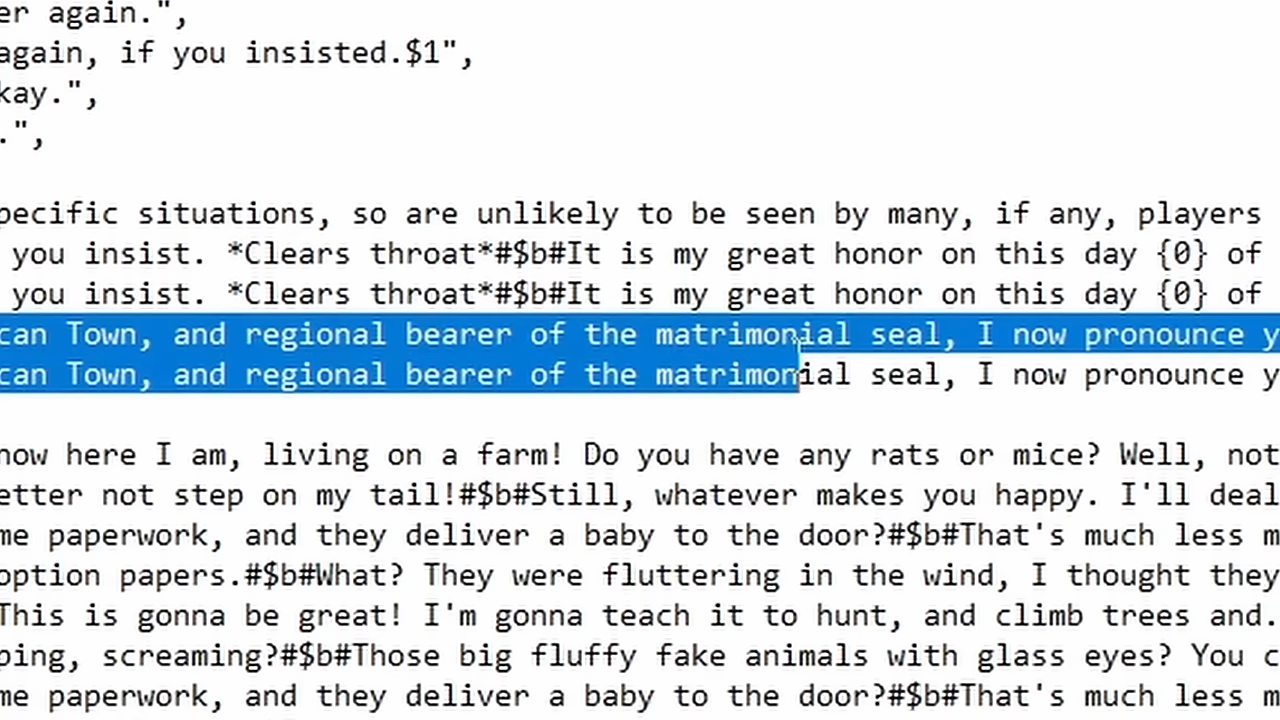 er again.",
again, if you insisted.$1",
kay.",
.",
pecific situations, so are unlikely to be seen by many, if any, players
you insist. *Clears throat*#$b#It is my great honor on this day {0} of
you insist. *Clears throat*#$b#It is my great honor on this day {0} of
can Town, and regional bearer of the matrimonial seal, I now pronounce y
can Town, and regional bearer of the matrimonial seal, I now pronounce y
now here I am, living on a farm! Do you have any rats or mice? Well, not
etter not step on my tail!#$b#Still, whatever makes you happy. I'll deal
me paperwork, and they deliver a baby to the door?#$b#That's much less m
option papers.#$b#What? They were fluttering in the wind, I thought they
This is gonna be great! I'm gonna teach it to hunt, and climb trees and.
ping, screaming?#$b#Those big fluffy fake animals with glass eyes? You c
me paperwork, and they deliver a baby to the door?#$b#That's much less m